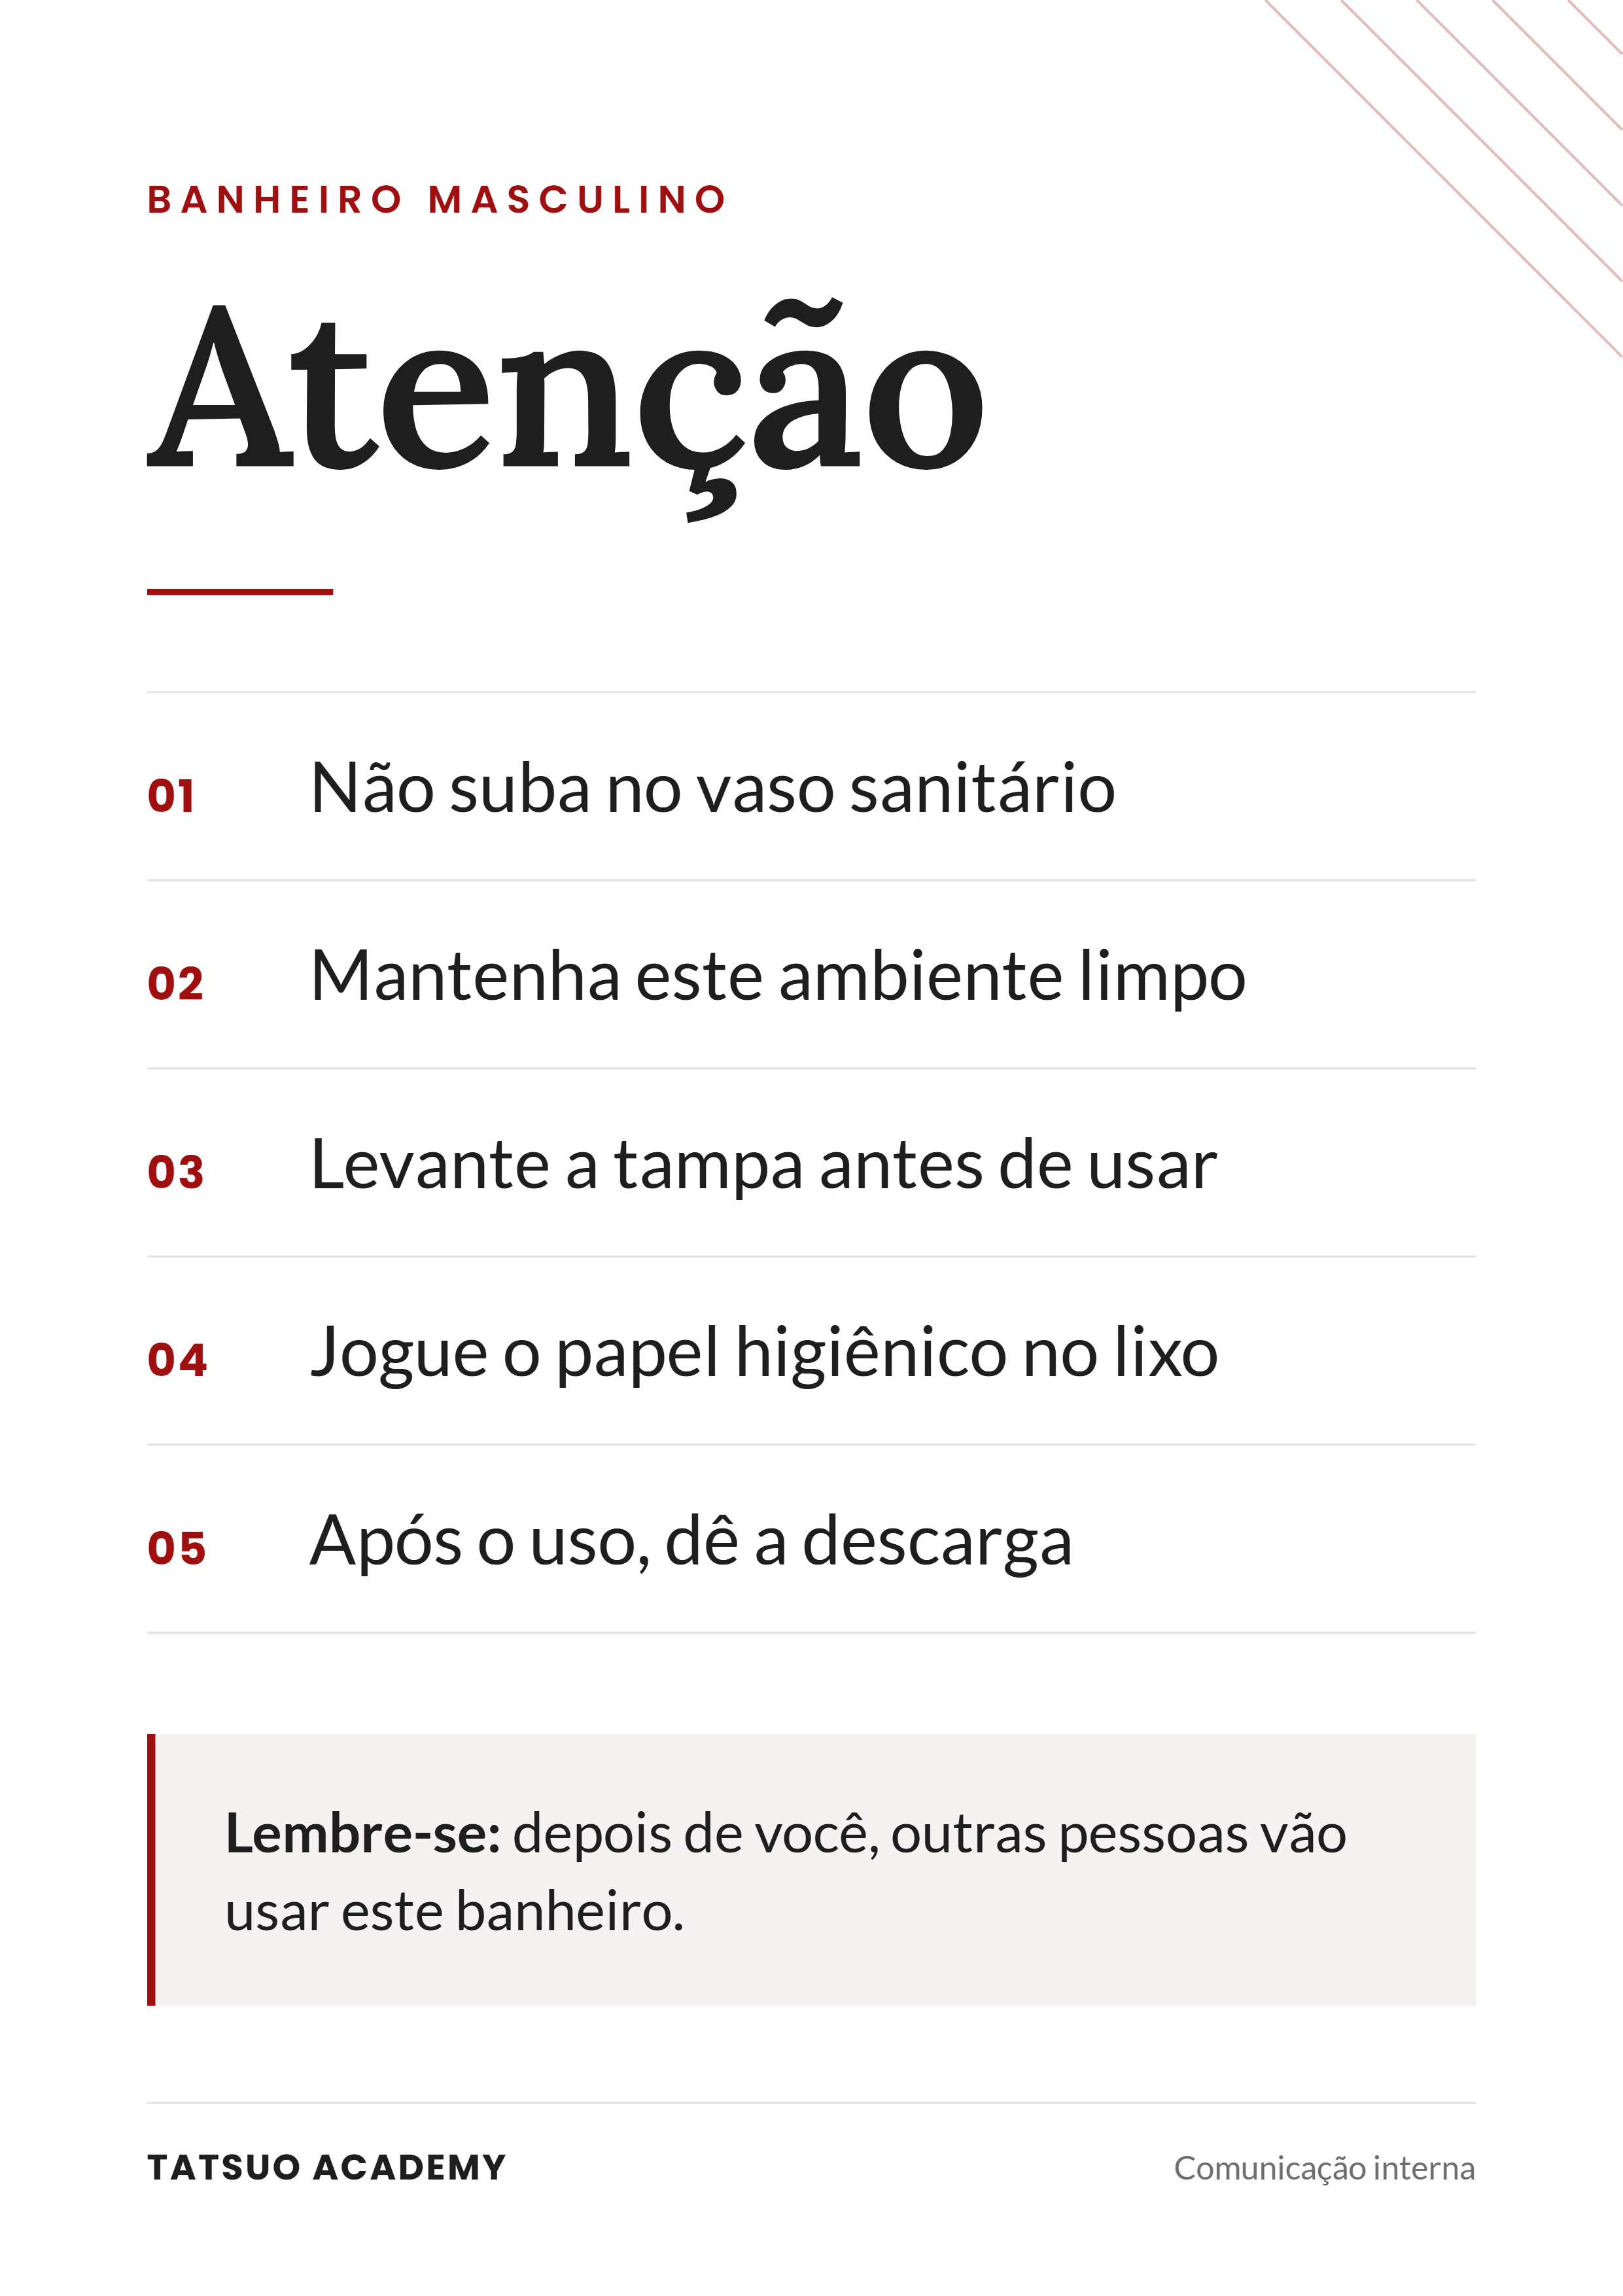 BANHEIRO MASCULINO
Atenção
01 Não suba no vaso sanitário
02 Mantenha este ambiente limpo
03 Levante a tampa antes de usar
04 Jogue o papel higiênico no lixo
05 Após o uso, dê a descarga
Lembre-se: depois de você, outras pessoas vão
usar este banheiro.
TATSUO ACADEMY Comunicação interna